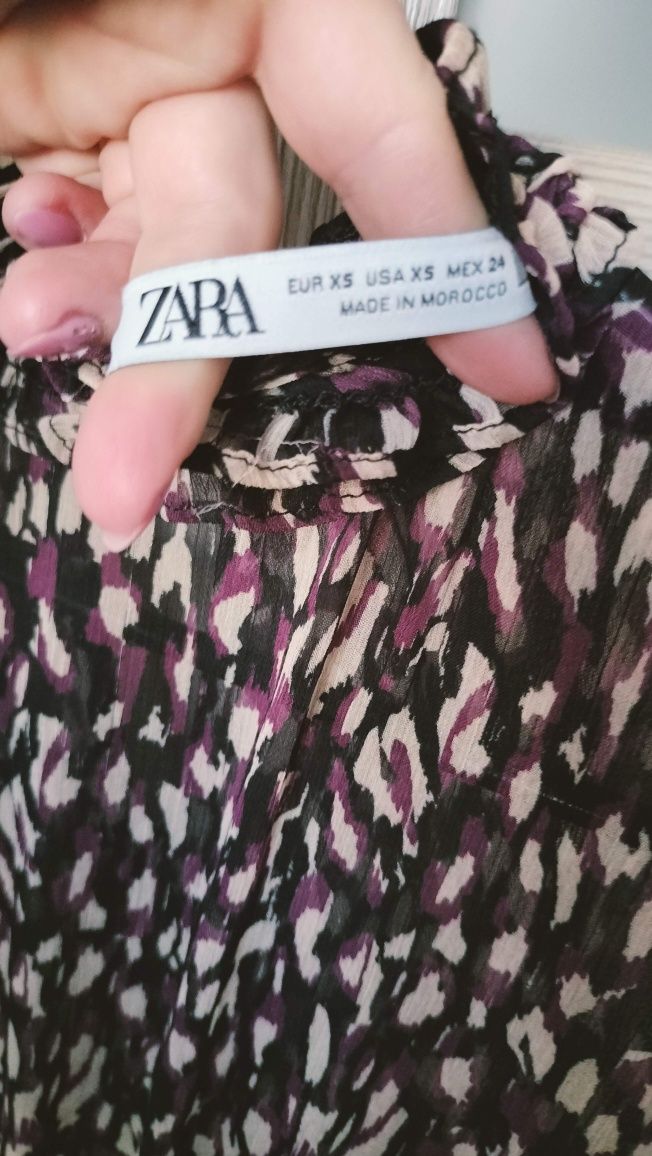 ZARA
EUR XS USA XS MEX 24
MADE IN MOROCCO